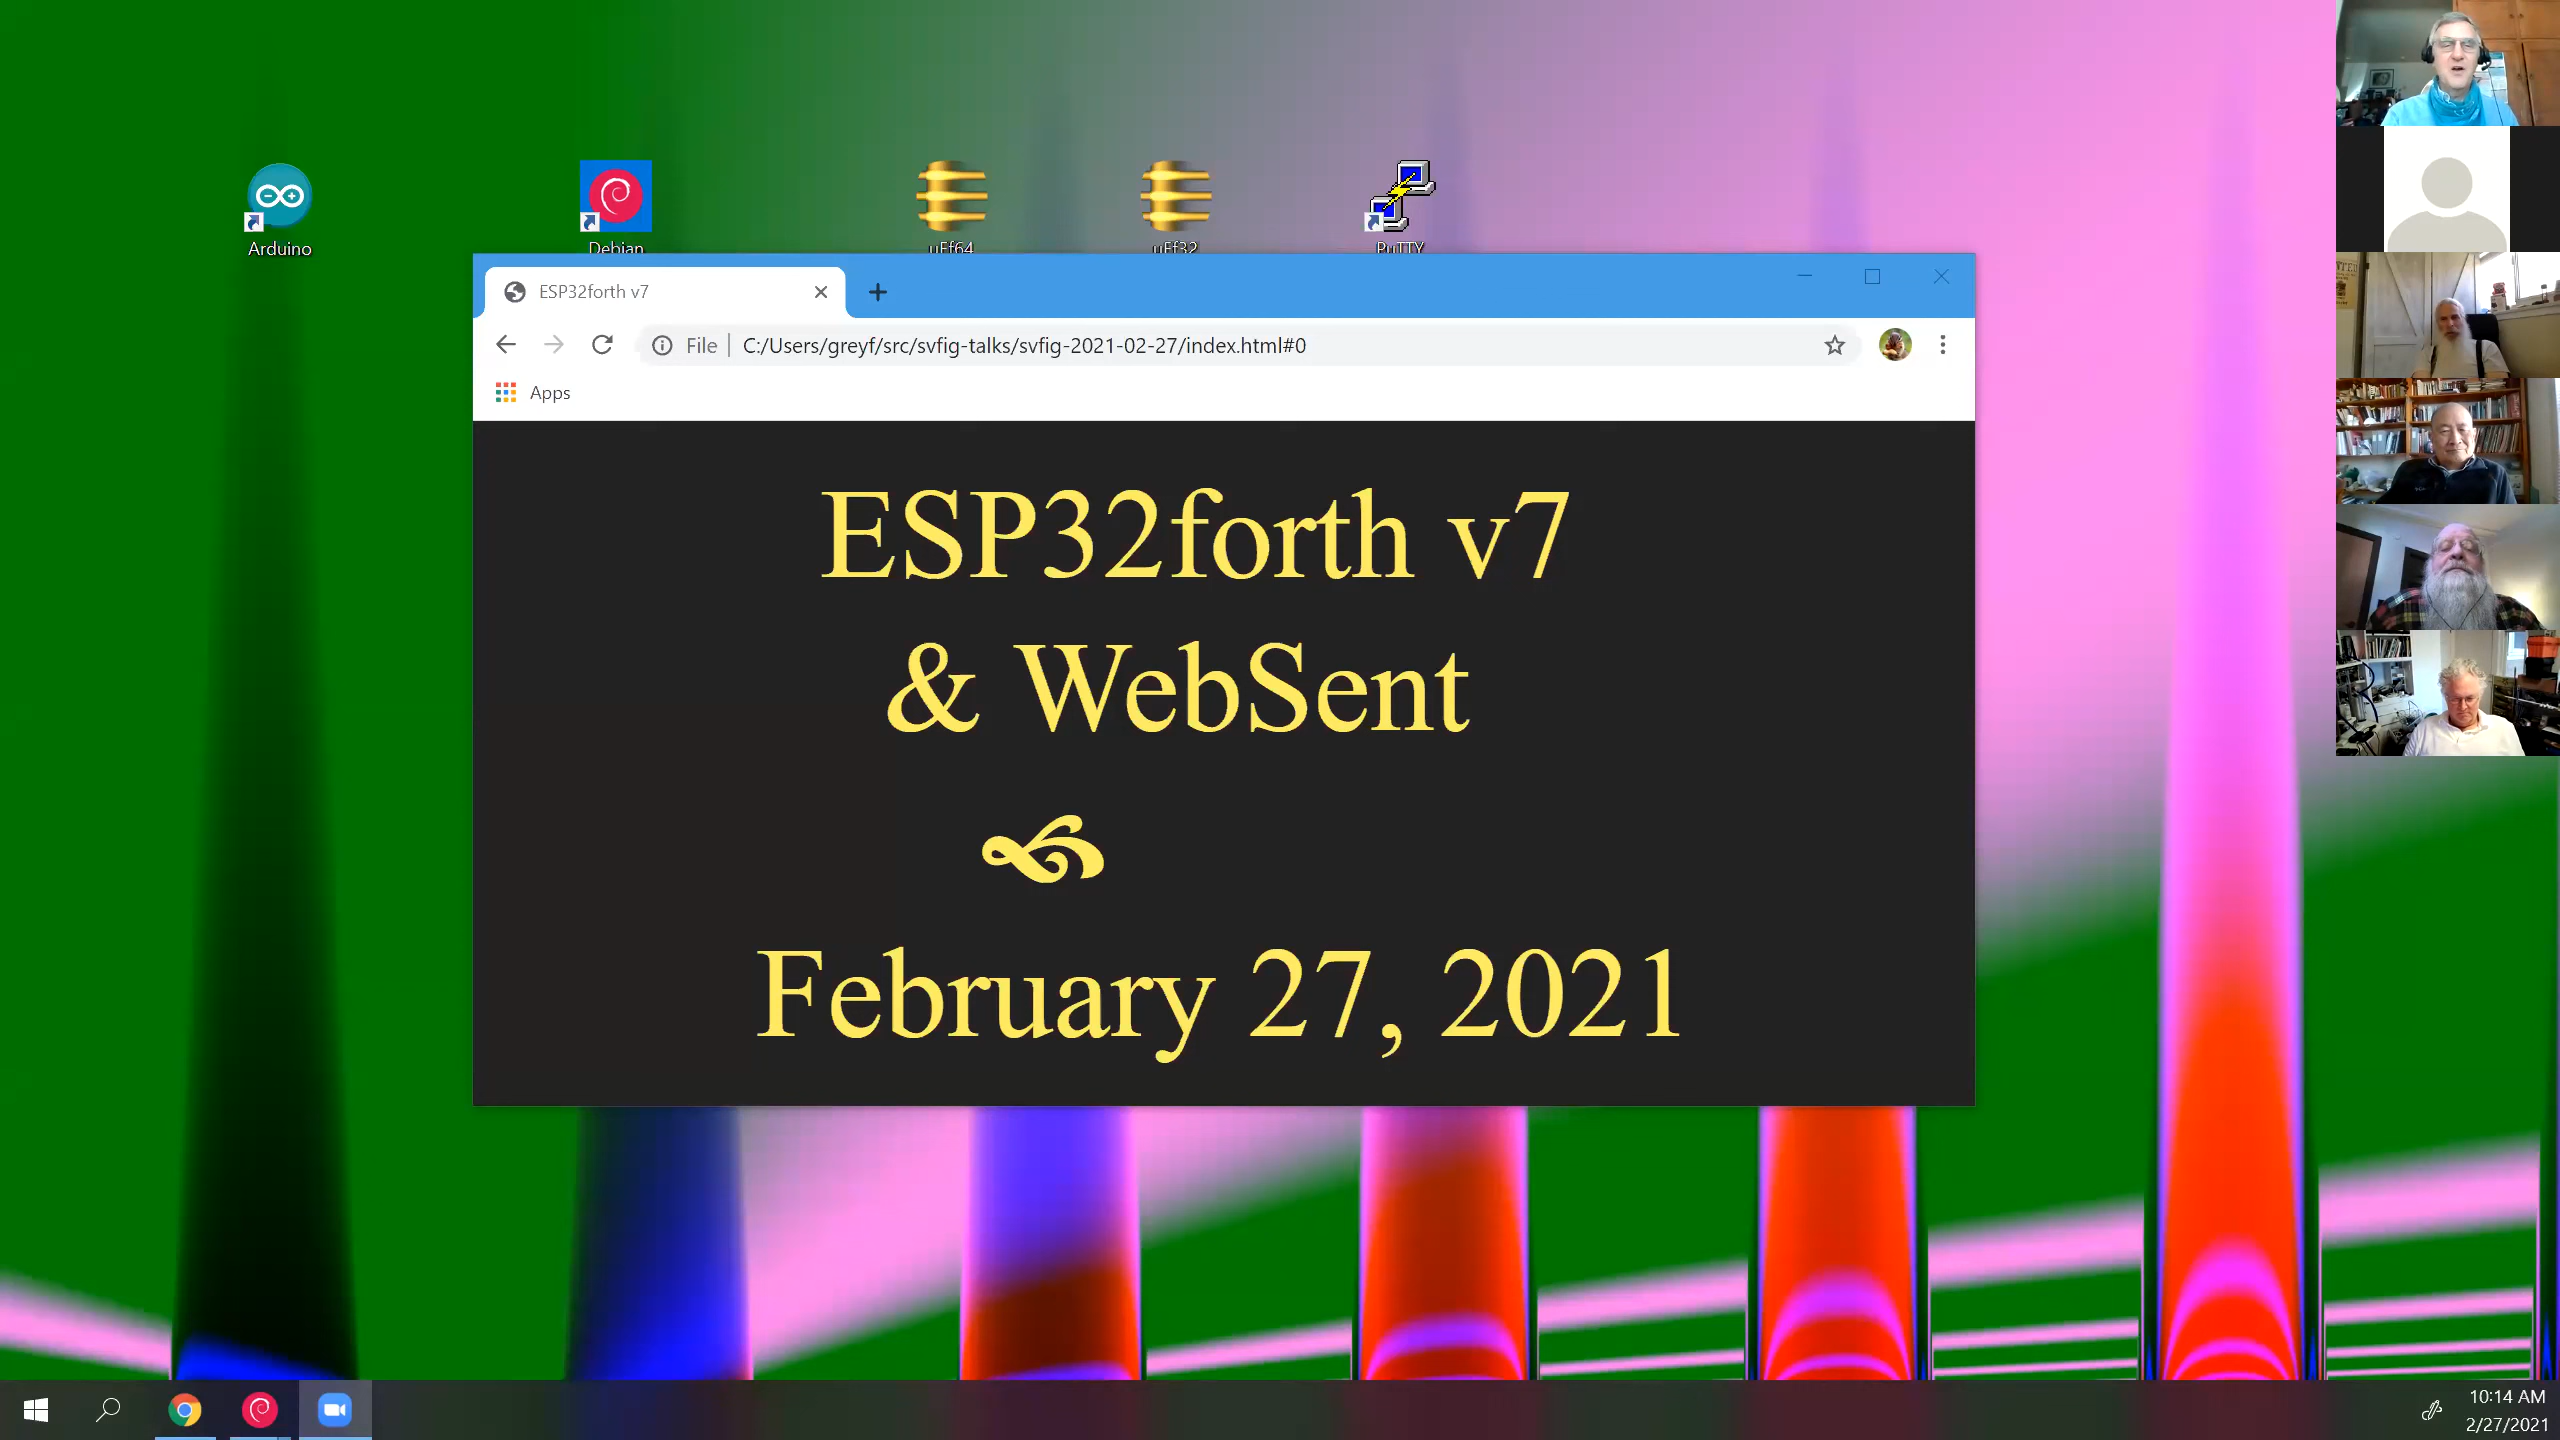 Arduino
Debian
uEf64
uEf32
PuTTY
ESP32forth v7
File
C:/Users/greyf/src/svfig-talks/svfig-2021-02-27/index.html#0
Apps
ESP32forth v7
& WebSent
February 27, 2021
10:14 AM
2/27/2021